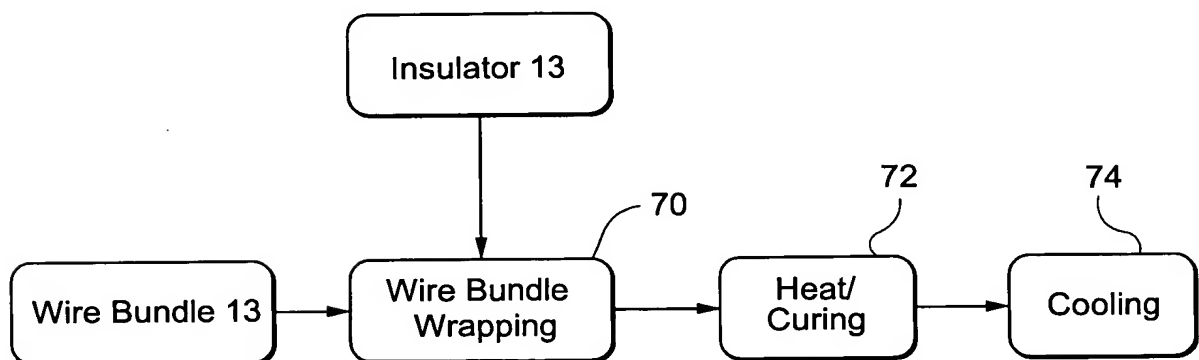 Insulator 13
70
72
74
Wire Bundle 13
Wire Bundle
Wrapping
Heat/
Curing
Cooling